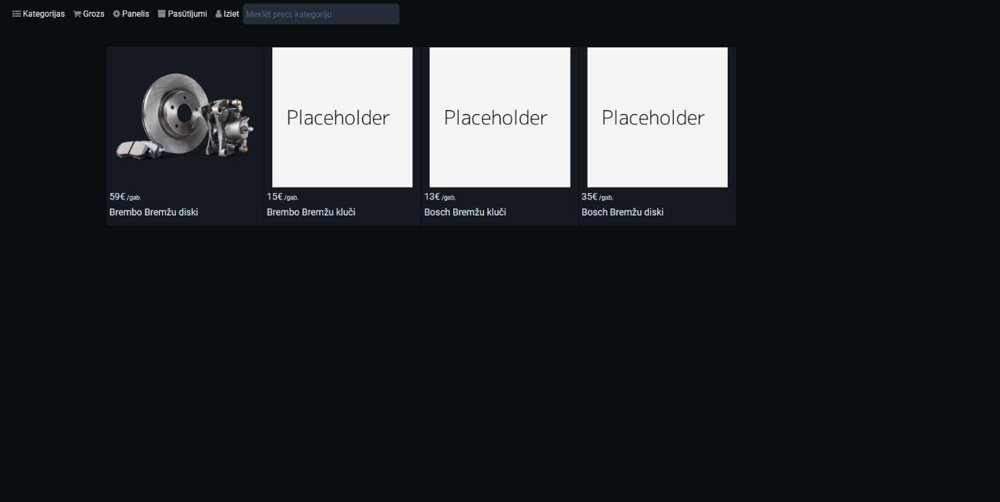 Kategorijas Grozs Panelis Pasūtījumi Iziet Meklēt preci, kategoriju
Placeholder Placeholder Placeholder
59€ /gab. 15€ /gab. 13€ /gab. 35€ /gab.
Brembo Bremžu diski Brembo Bremžu kluči Bosch Bremžu kluči Bosch Bremžu diski